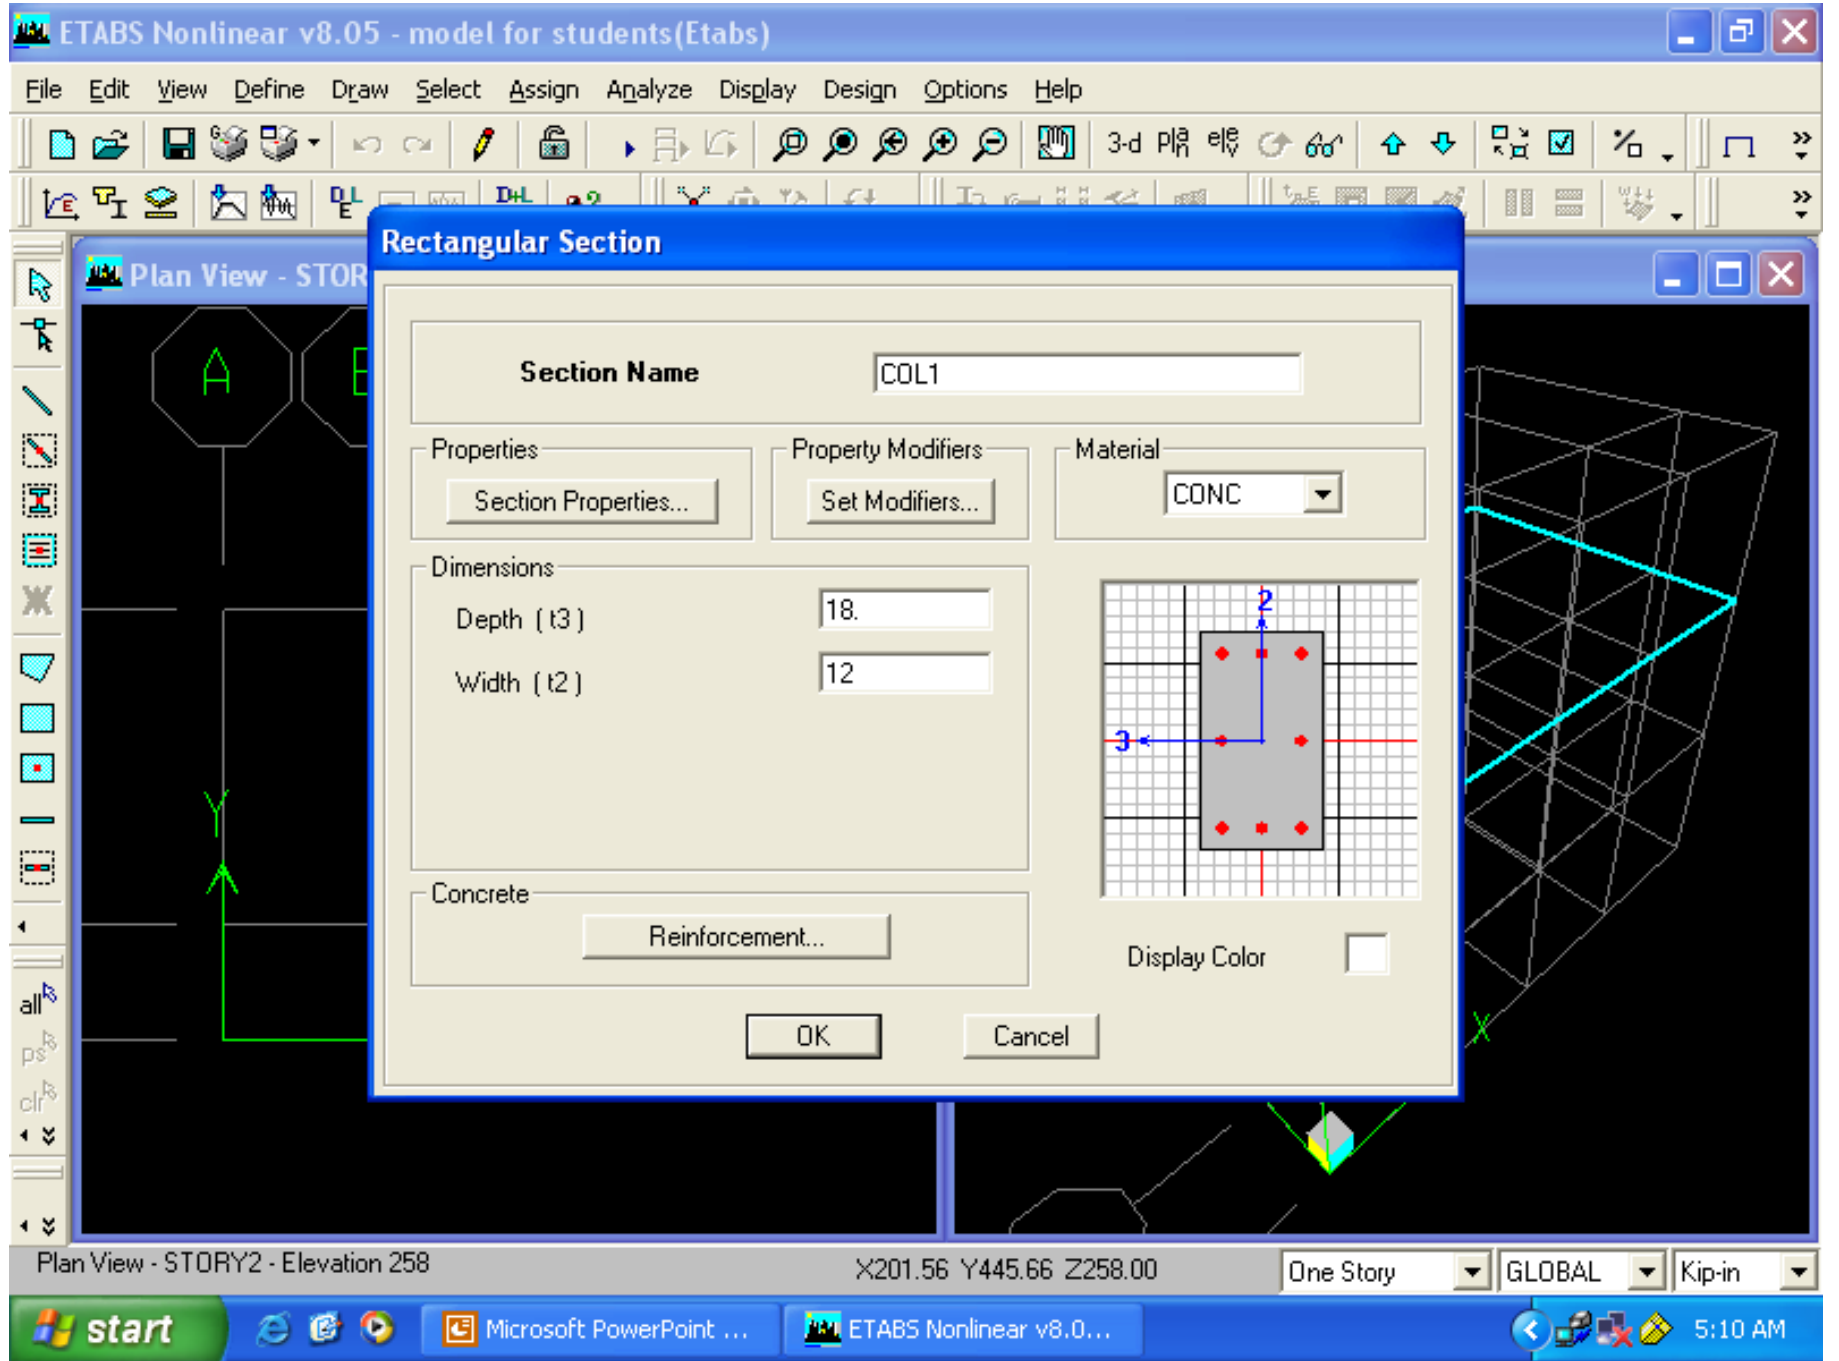 ETABS Nonlinear v8.05 - model for students(Etabs)
File Edit View Define Draw Select Assign Analyze Display Design Options Help
3-d
D+L
Plan View - STOR
Rectangular Section
A
Section Name COL1
Properties Property Modifiers Material
Section Properties... Set Modifiers... CONC
Dimensions
Depth ( t3 ) 18.
Width ( t2 ) 12
2
3
Y
Concrete
Reinforcement...
Display Color
OK Cancel
all
ps
clr
X
Plan View - STORY2 - Elevation 258 X201.56 Y445.66 Z258.00 One Story GLOBAL Kip-in
start Microsoft PowerPoint ... ETABS Nonlinear v8.0... 5:10 AM